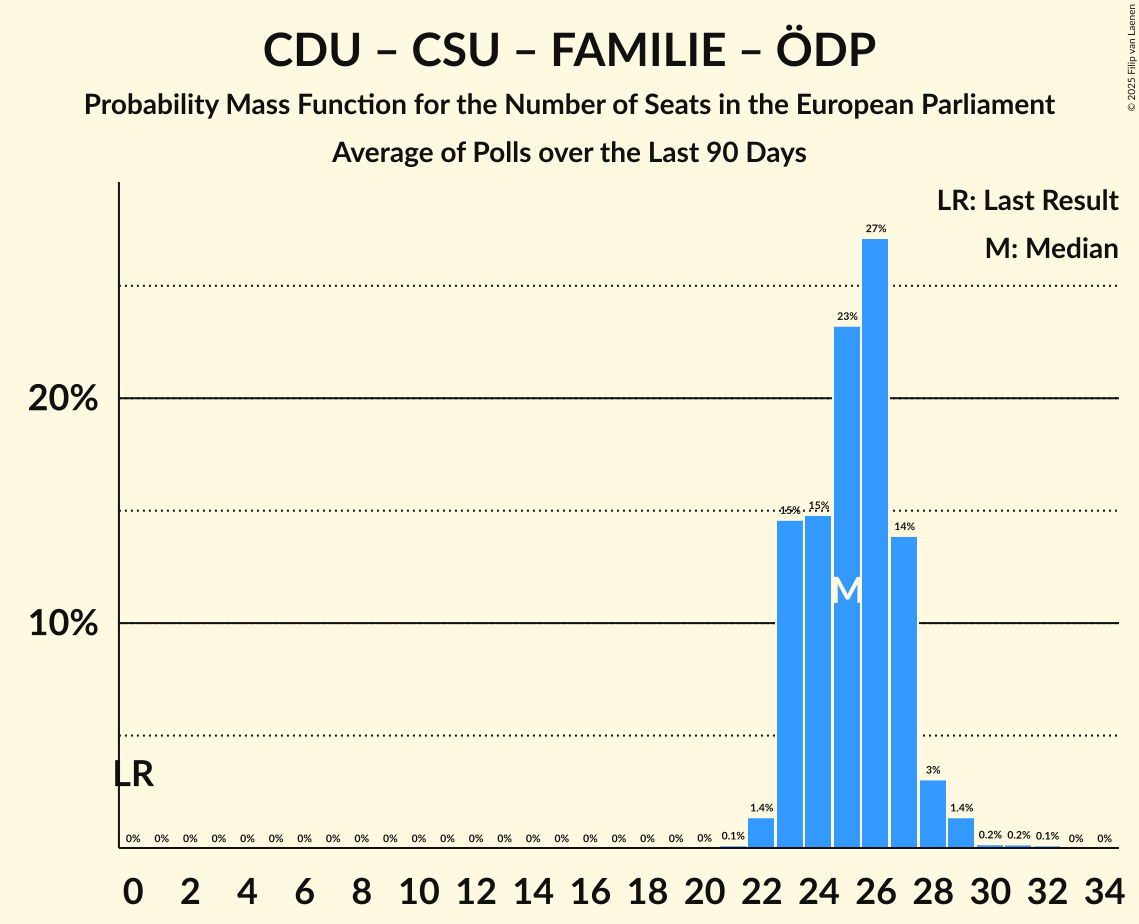 CDU – CSU – FAMILIE – ÖDP
Probability Mass Function for the Number of Seats in the European Parliament
Average of Polls over the Last 90 Days
© 2025 Filip van Laenen
LR: Last Result
M: Median
27%
23%
20%
15% 15%
14%
M
10%
LR
3%
1.4% 1.4%
0% 0% 0% 0% 0% 0% 0% 0% 0% 0% 0% 0% 0% 0% 0% 0% 0% 0% 0% 0% 0% 0.1% 0.2% 0.2% 0.1% 0% 0%
0 2 4 6 8 10 12 14 16 18 20 22 24 26 28 30 32 34